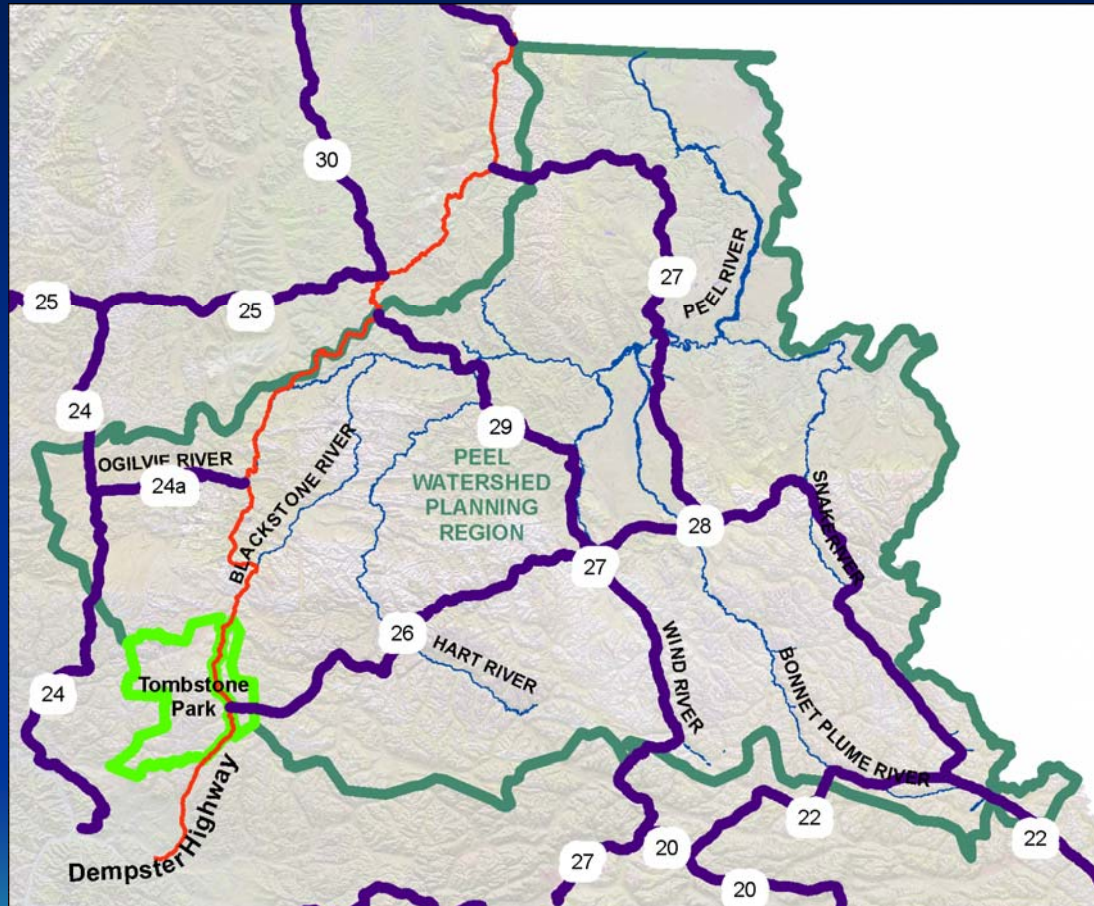 30
27
PEEL RIVER
25
25
24
29
OGILVIE RIVER
24a
BLACKSTONE RIVER
PEEL
WATERSHED
PLANNING
REGION
SNAKE RIVER
28
27
26
HART RIVER
WIND RIVER
BONNET PLUME RIVER
Tombstone
Park
24
Dempster Highway
22
22
27
20
20